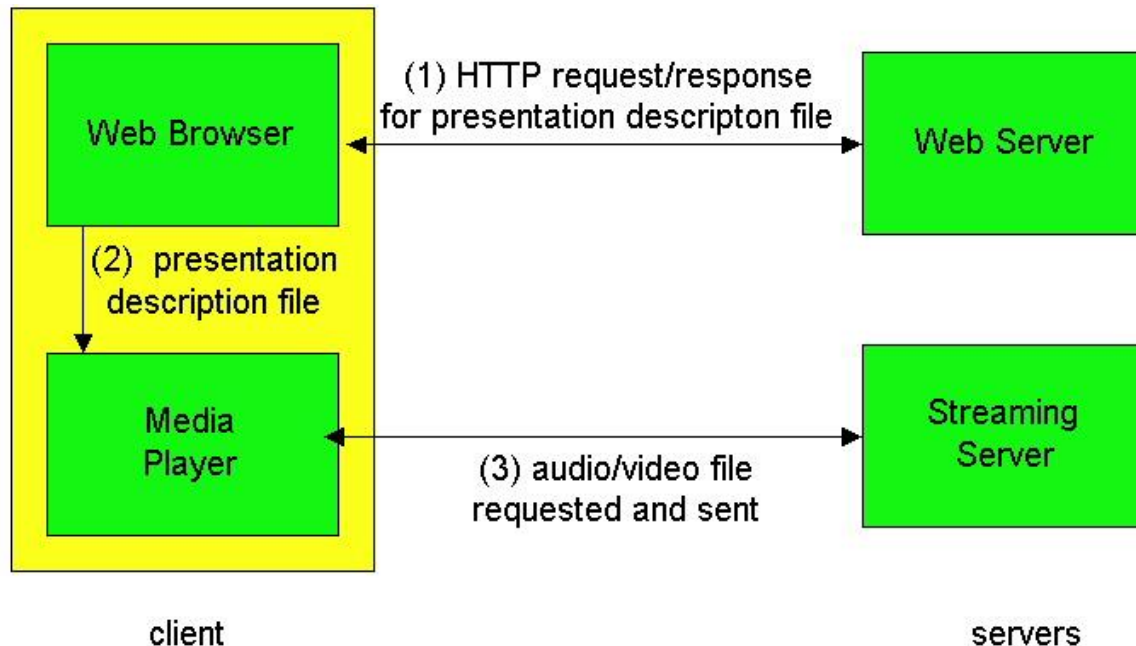 (1) HTTP request/response
for presentation descripton file
Web Browser
Web Server
(2) presentation
description file
Media
Player
Streaming
Server
(3) audio/video file
requested and sent
client
servers